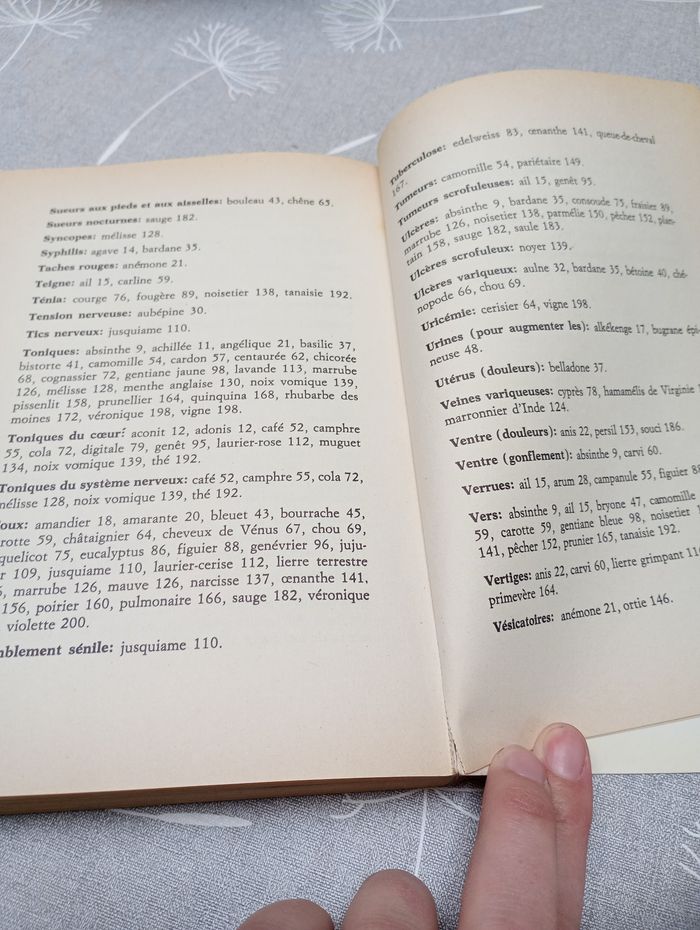 Sueurs aux pieds et aux aisselles: bouleau 43, chêne 65.
Sueurs nocturnes: sauge 182.
Syncopes: mélisse 128.
Syphilis: agave 14, bardane 35.
Taches rouges: anémone 21.
Teigne: ail 15, carline 59.
Ténia: courge 76, fougère 89, noisetier 138, tanaisie 192.
Tension nerveuse: aubépine 30.
Tics nerveux: jusquiame 110.
Toniques: absinthe 9, achillée 11, angélique 21, basilic 37,
bistorte 41, camomille 54, cardon 57, centaurée 62, chicorée
68, cognassier 72, gentiane jaune 98, lavande 113, marrube
126, mélisse 128, menthe anglaise 130, noix vomique 139,
pissenlit 158, prunellier 164, quinquina 168, rhubarbe des
moines 172, véronique 198, vigne 198.
Toniques du cœur: aconit 12, adonis 12, café 52, camphre
55, cola 72, digitale 79, genêt 95, laurier-rose 112, muguet
134, noix vomique 139, thé 192.
Toniques du système nerveux: café 52, camphre 55, cola 72,
mélisse 128, noix vomique 139, thé 192.
oux: amandier 18, amarante 20, bleuet 43, bourrache 45,
arotte 59, châtaignier 64, cheveux de Vénus 67, chou 69,
quelicot 75, eucalyptus 86, figuier 88, genévrier 96, juju-
r 109, jusquiame 110, laurier-cerise 112, lierre terrestre
, marrube 126, mauve 126, narcisse 137, œnanthe 141,
156, poirier 160, pulmonaire 166, sauge 182, véronique
violette 200.
mblement sénile: jusquiame 110.
Tuberculose: edelweiss 83, œnanthe 141, queue-de-cheval
167.
Tumeurs: camomille 54, pariétaire 149.
Tumeurs scrofuleuses: ail 15, genêt 95.
Ulcères: absinthe 9, bardane 35, consoude 75, fraisier 89,
marrube 126, noisetier 138, parmélie 150, pêcher 152, plan-
tain 158, sauge 182, saule 183.
Ulcères scrofuleux: noyer 139.
Ulcères variqueux: aulne 32, bardane 35, bétoine 40, ché-
nopode 66, chou 69.
Uricémie: cerisier 64, vigne 198.
Urines (pour augmenter les): alkékenge 17, bugrane épi-
neuse 48.
Utérus (douleurs): belladone 37.
Veines variqueuses: cyprès 78, hamamélis de Virginie
marronnier d'Inde 124.
Ventre (douleurs): anis 22, persil 153, souci 186.
Ventre (gonflement): absinthe 9, carvi 60.
Verrues: ail 15, arum 28, campanule 55, figuier 88
Vers: absinthe 9, ail 15, bryone 47, camomille
59, carotte 59, gentiane bleue 98, noisetier
141, pêcher 152, prunier 165, tanaisie 192.
Vertiges: anis 22, carvi 60, lierre grimpant
primevère 164.
Vésicatoires: anémone 21, ortie 146.